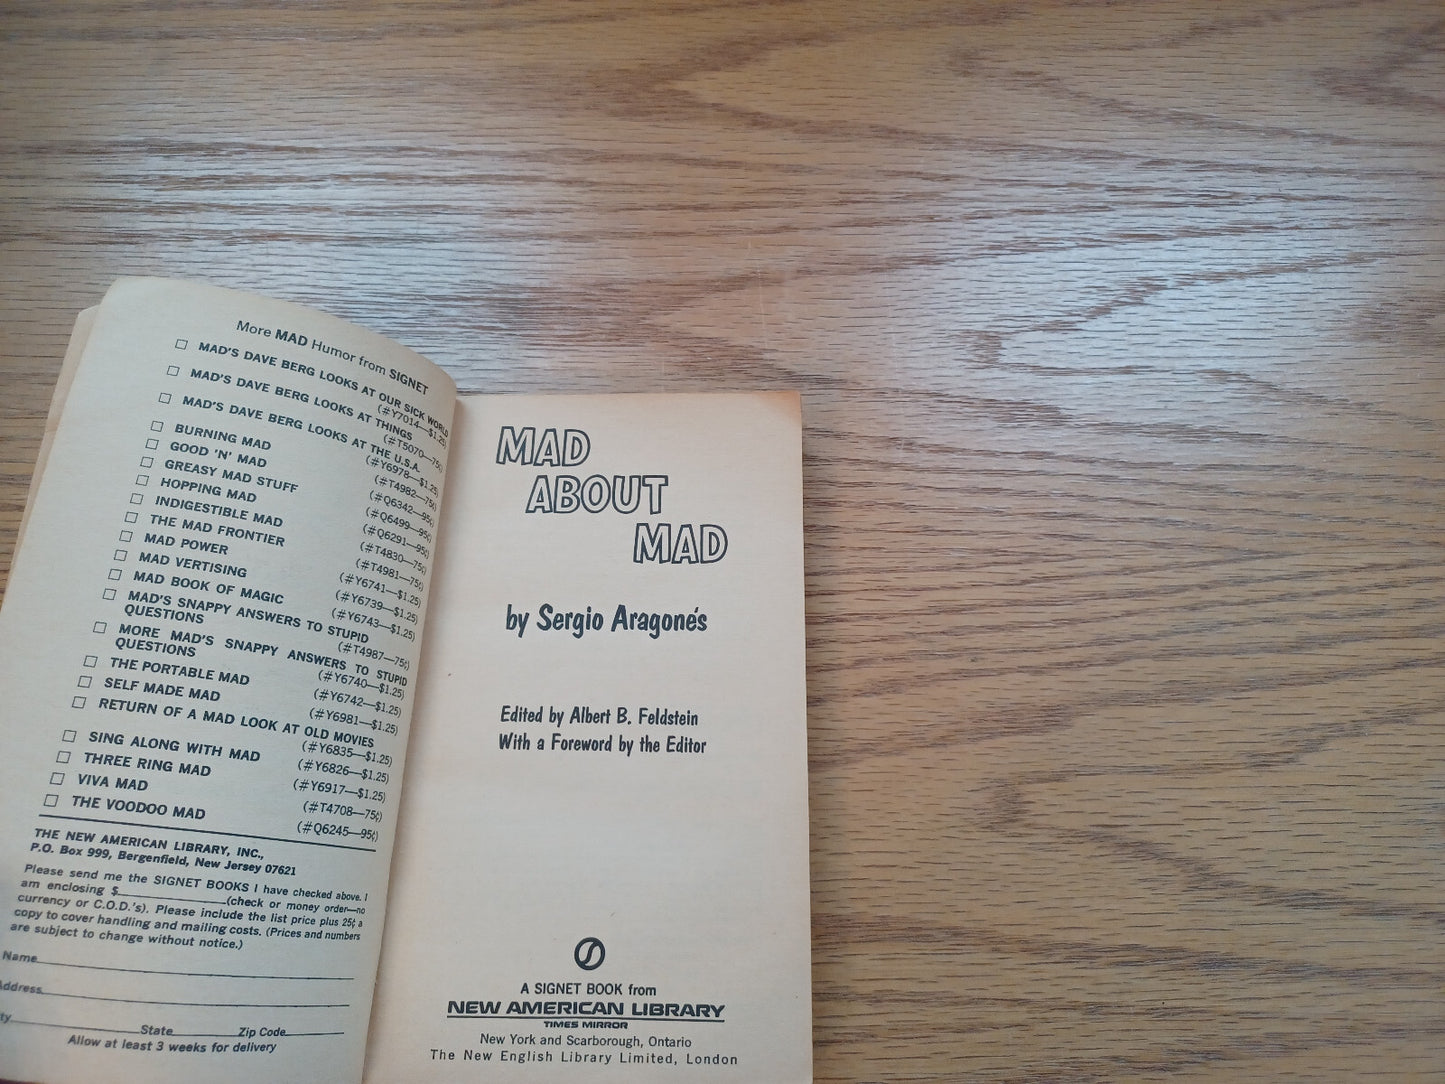 More MAD Humor from SIGNET
□ MAD'S DAVE BERG LOOKS AT OUR SICK WORLD
(#Y7014—$1.25)
□ MAD'S DAVE BERG LOOKS AT THINGS
(#T5070—75¢)
□ MAD'S DAVE BERG LOOKS AT THE U.S.A.
(#Y6978—$1.25)
□ BURNING MAD (#T4982—75¢)
□ GOOD 'N' MAD (#Q6342—95¢)
□ GREASY MAD STUFF (#Q6499—95¢)
□ HOPPING MAD (#Q6291—95¢)
□ INDIGESTIBLE MAD (#T4830—75¢)
□ THE MAD FRONTIER (#T4981—75¢)
□ MAD POWER (#Y6741—$1.25)
□ MAD VERTISING (#Y6739—$1.25)
□ MAD BOOK OF MAGIC (#Y6743—$1.25)
□ MAD'S SNAPPY ANSWERS TO STUPID
QUESTIONS (#T4987—75¢)
□ MORE MAD'S SNAPPY ANSWERS TO STUPID
QUESTIONS (#Y6740—$1.25)
□ THE PORTABLE MAD (#Y6742—$1.25)
□ SELF MADE MAD (#Y6981—$1.25)
□ RETURN OF A MAD LOOK AT OLD MOVIES
(#Y6835—$1.25)
□ SING ALONG WITH MAD (#Y6826—$1.25)
□ THREE RING MAD (#Y6917—$1.25)
□ VIVA MAD (#T4708—75¢)
□ THE VOODOO MAD (#Q6245—95¢)
THE NEW AMERICAN LIBRARY, INC.,
P.O. Box 999, Bergenfield, New Jersey 07621
Please send me the SIGNET BOOKS I have checked above. I
am enclosing $_______________(check or money order—no
currency or C.O.D.'s). Please include the list price plus 25¢ a
copy to cover handling and mailing costs. (Prices and numbers
are subject to change without notice.)
Name
Address
State Zip Code
Allow at least 3 weeks for delivery
MAD
ABOUT
MAD
by Sergio Aragonés
Edited by Albert B. Feldstein
With a Foreword by the Editor
A SIGNET BOOK from
NEW AMERICAN LIBRARY
TIMES MIRROR
New York and Scarborough, Ontario
The New English Library Limited, London